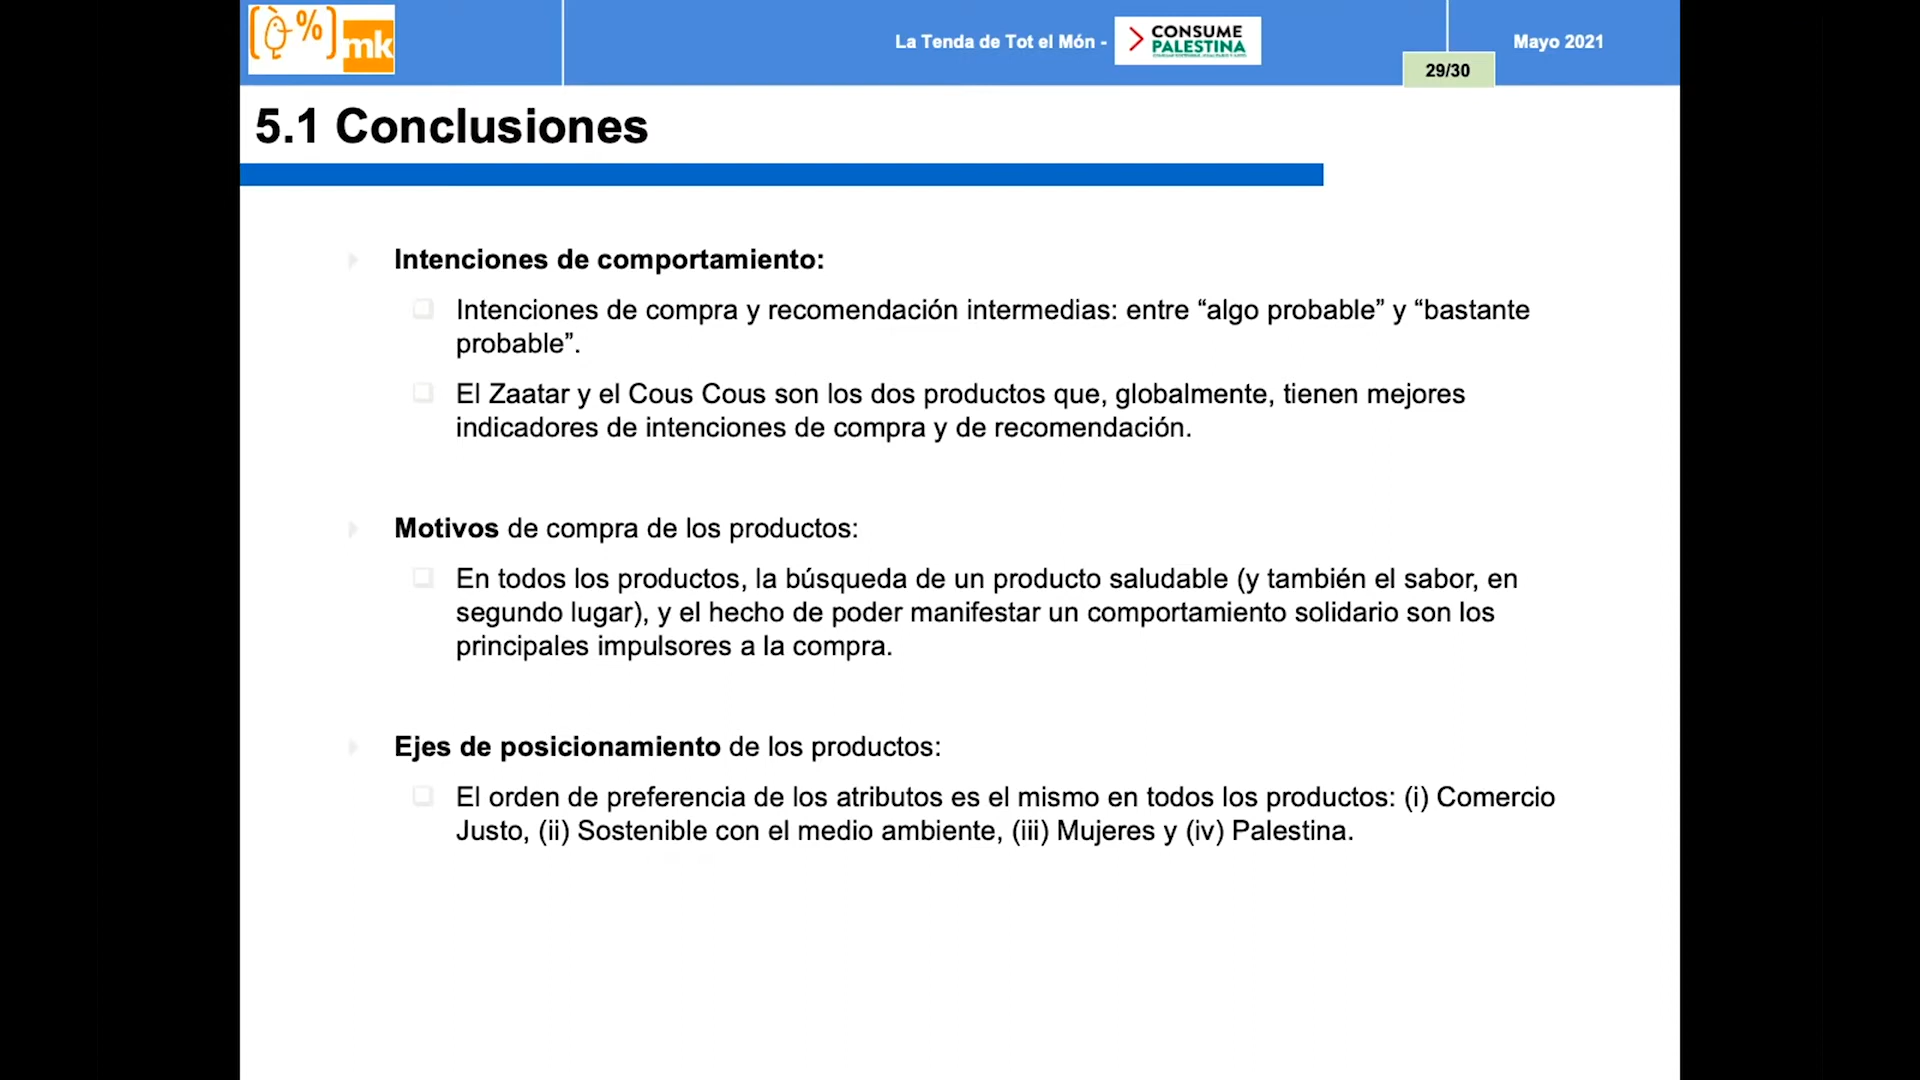 mk
La Tenda de Tot el Món -
CONSUME
PALESTINA
29/30
Mayo 2021
5.1 Conclusiones
Intenciones de comportamiento:
Intenciones de compra y recomendación intermedias: entre “algo probable” y “bastante
probable”.
El Zaatar y el Cous Cous son los dos productos que, globalmente, tienen mejores
indicadores de intenciones de compra y de recomendación.
Motivos de compra de los productos:
En todos los productos, la búsqueda de un producto saludable (y también el sabor, en
segundo lugar), y el hecho de poder manifestar un comportamiento solidario son los
principales impulsores a la compra.
Ejes de posicionamiento de los productos:
El orden de preferencia de los atributos es el mismo en todos los productos: (i) Comercio
Justo, (ii) Sostenible con el medio ambiente, (iii) Mujeres y (iv) Palestina.